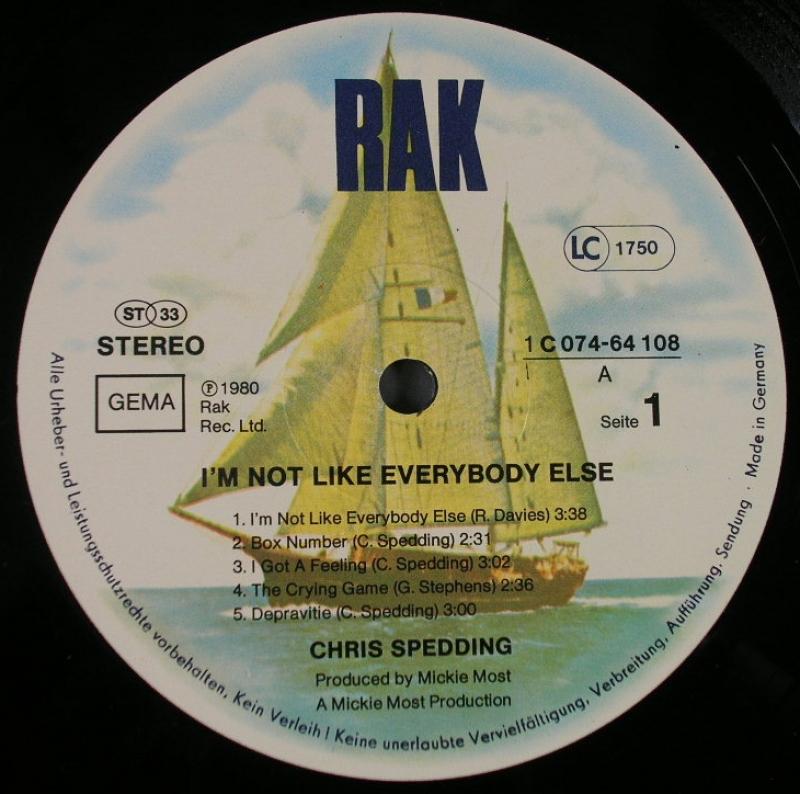 RAK
LC 1750
ST 33
STEREO
1 C 074-64 108
GEMA
℗ 1980
Rak
Rec. Ltd.
A
Seite 1
I'M NOT LIKE EVERYBODY ELSE
1. I'm Not Like Everybody Else (R. Davies) 3:38
2. Box Number (C. Spedding) 2:31
3. I Got A Feeling (C. Spedding) 3:02
4. The Crying Game (G. Stephens) 2:36
5. Depravitie (C. Spedding) 3:00
CHRIS SPEDDING
Produced by Mickie Most
A Mickie Most Production
Alle Urheber- und Leistungsschutzrechte vorbehalten, Kein Verleih! Keine unerlaubte Vervielfältigung, Verbreitung, Aufführung, Sendung · Made in Germany